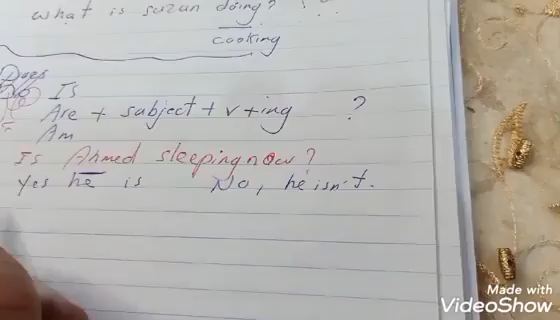 what is suzan doing?
cooking
Does
Is
Are + subject + v + ing ?
Am
Is Ahmed sleeping now?
Yes he is No, he isn't.
Made with
VideoShow